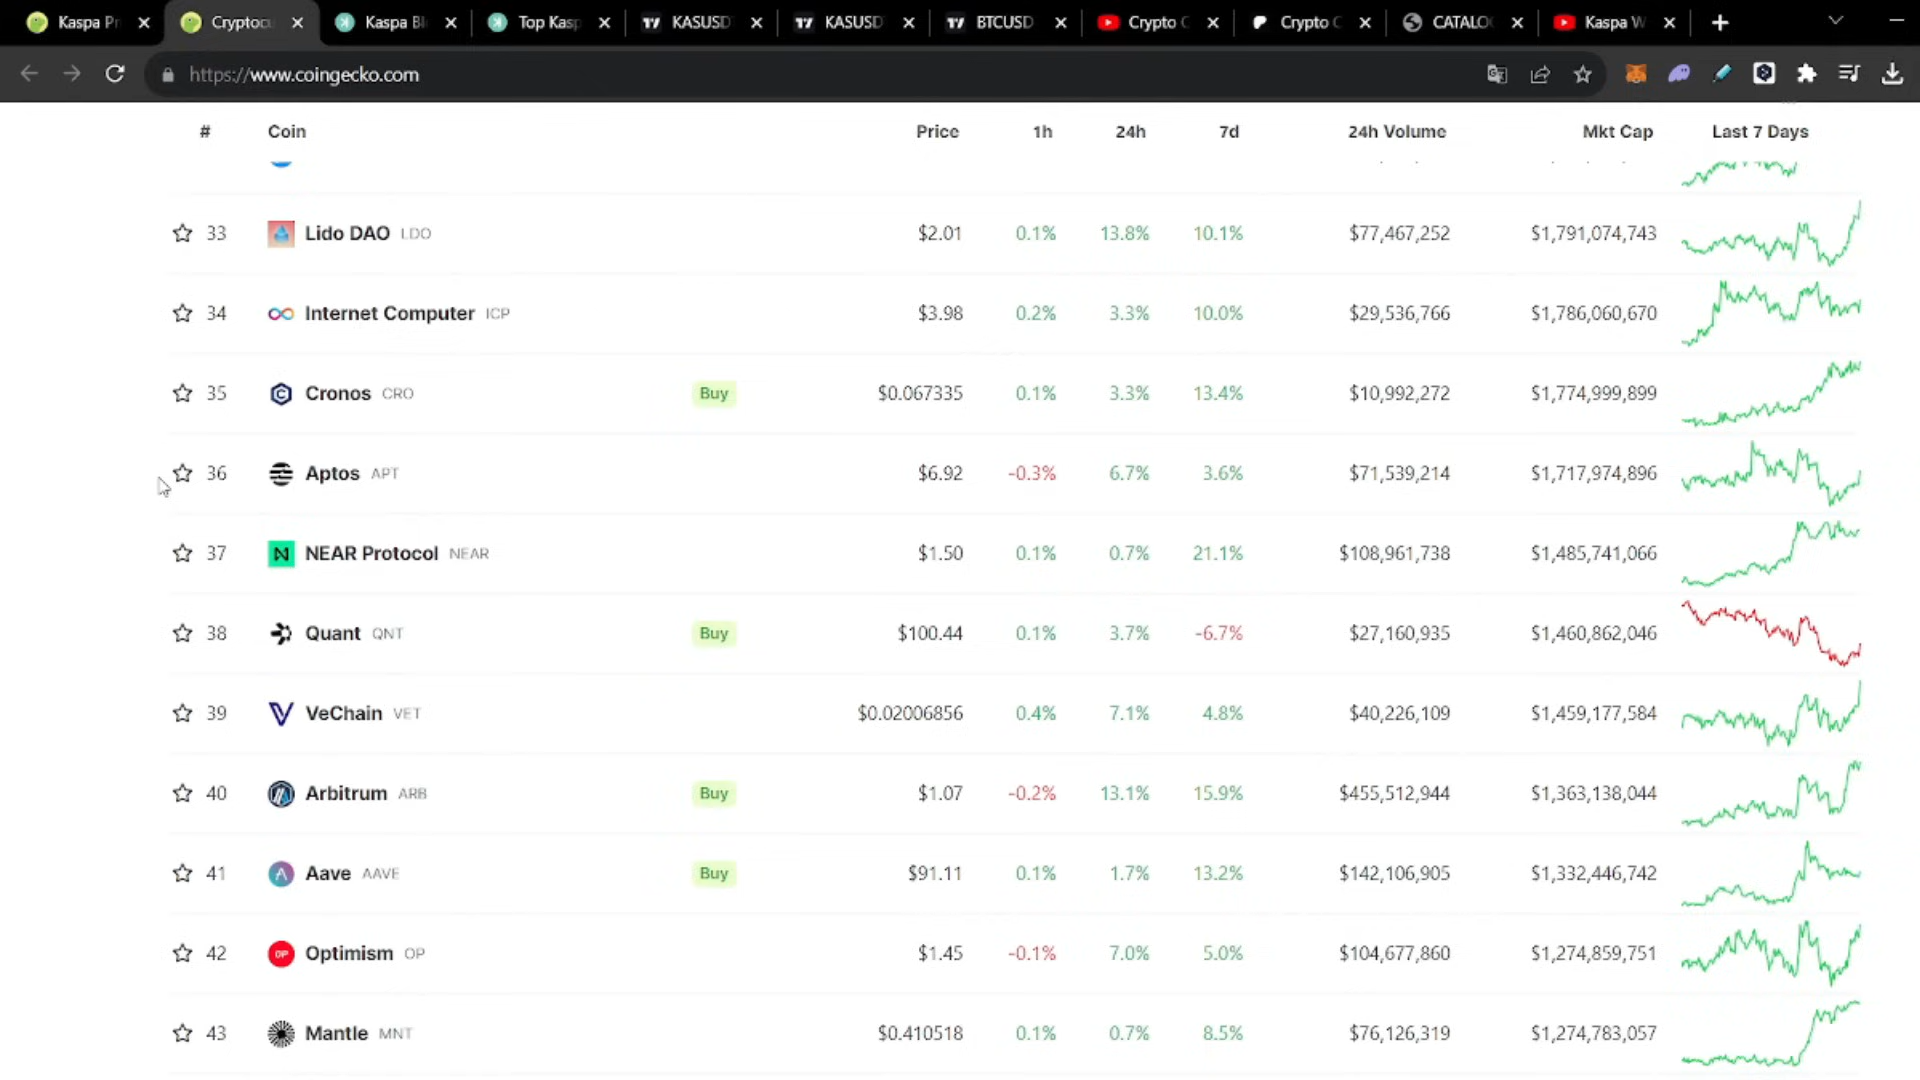 Kaspa Pr Cryptocu Kaspa Bl Top Kasp KASUSD KASUSD BTCUSD Crypto C Crypto C CATALO Kaspa W
https://www.coingecko.com
# Coin Price 1h 24h 7d 24h Volume Mkt Cap Last 7 Days
33 Lido DAO LDO $2.01 0.1% 13.8% 10.1% $77,467,252 $1,791,074,743
34 Internet Computer ICP $3.98 0.2% 3.3% 10.0% $29,536,766 $1,786,060,670
35 Cronos CRO Buy $0.067335 0.1% 3.3% 13.4% $10,992,272 $1,774,999,899
36 Aptos APT $6.92 -0.3% 6.7% 3.6% $71,539,214 $1,717,974,896
37 NEAR Protocol NEAR $1.50 0.1% 0.7% 21.1% $108,961,738 $1,485,741,066
38 Quant QNT Buy $100.44 0.1% 3.7% -6.7% $27,160,935 $1,460,862,046
39 VeChain VET $0.02006856 0.4% 7.1% 4.8% $40,226,109 $1,459,177,584
40 Arbitrum ARB Buy $1.07 -0.2% 13.1% 15.9% $455,512,944 $1,363,138,044
41 Aave AAVE Buy $91.11 0.1% 1.7% 13.2% $142,106,905 $1,332,446,742
42 OP Optimism OP $1.45 -0.1% 7.0% 5.0% $104,677,860 $1,274,859,751
43 Mantle MNT $0.410518 0.1% 0.7% 8.5% $76,126,319 $1,274,783,057